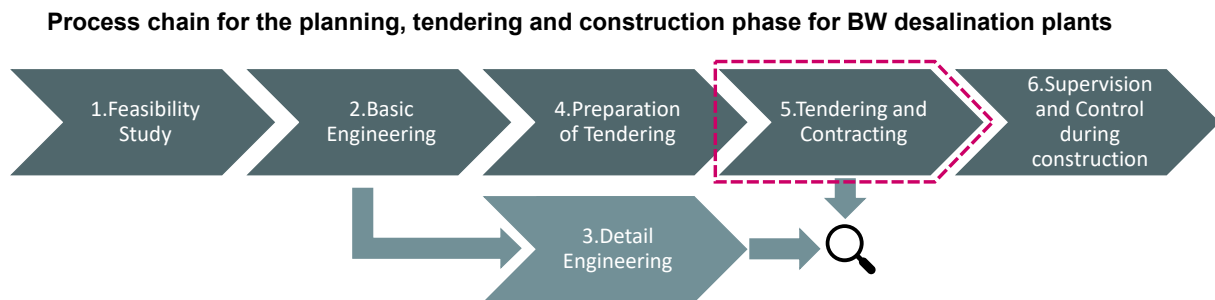 Process chain for the planning, tendering and construction phase for BW desalination plants
1.Feasibility
Study
2.Basic
Engineering
4.Preparation
of Tendering
5.Tendering and
Contracting
6.Supervision
and Control
during
construction
3.Detail
Engineering